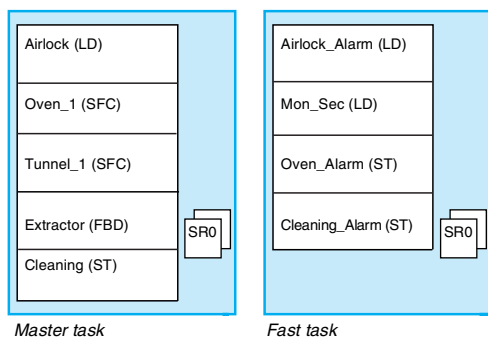 Airlock (LD)
Oven_1 (SFC)
Tunnel_1 (SFC)
Extractor (FBD)
Cleaning (ST)
SR0
Master task
Airlock_Alarm (LD)
Mon_Sec (LD)
Oven_Alarm (ST)
Cleaning_Alarm (ST)
SR0
Fast task